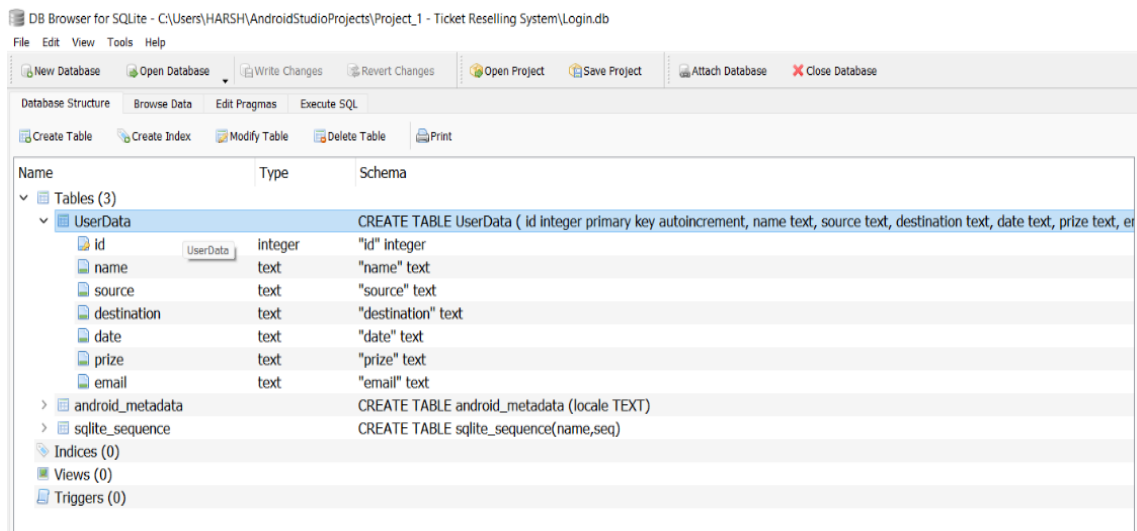 DB Browser for SQLite - C:\Users\HARSH\AndroidStudioProjects\Project_1 - Ticket Reselling System\Login.db
File Edit View Tools Help
New Database Open Database Write Changes Revert Changes Open Project Save Project Attach Database Close Database
Database Structure Browse Data Edit Pragmas Execute SQL
Create Table Create Index Modify Table Delete Table Print
Name Type Schema
Tables (3)
UserData CREATE TABLE UserData ( id integer primary key autoincrement, name text, source text, destination text, date text, prize text, er
id integer "id" integer
UserData
name text "name" text
source text "source" text
destination text "destination" text
date text "date" text
prize text "prize" text
email text "email" text
android_metadata CREATE TABLE android_metadata (locale TEXT)
sqlite_sequence CREATE TABLE sqlite_sequence(name,seq)
Indices (0)
Views (0)
Triggers (0)